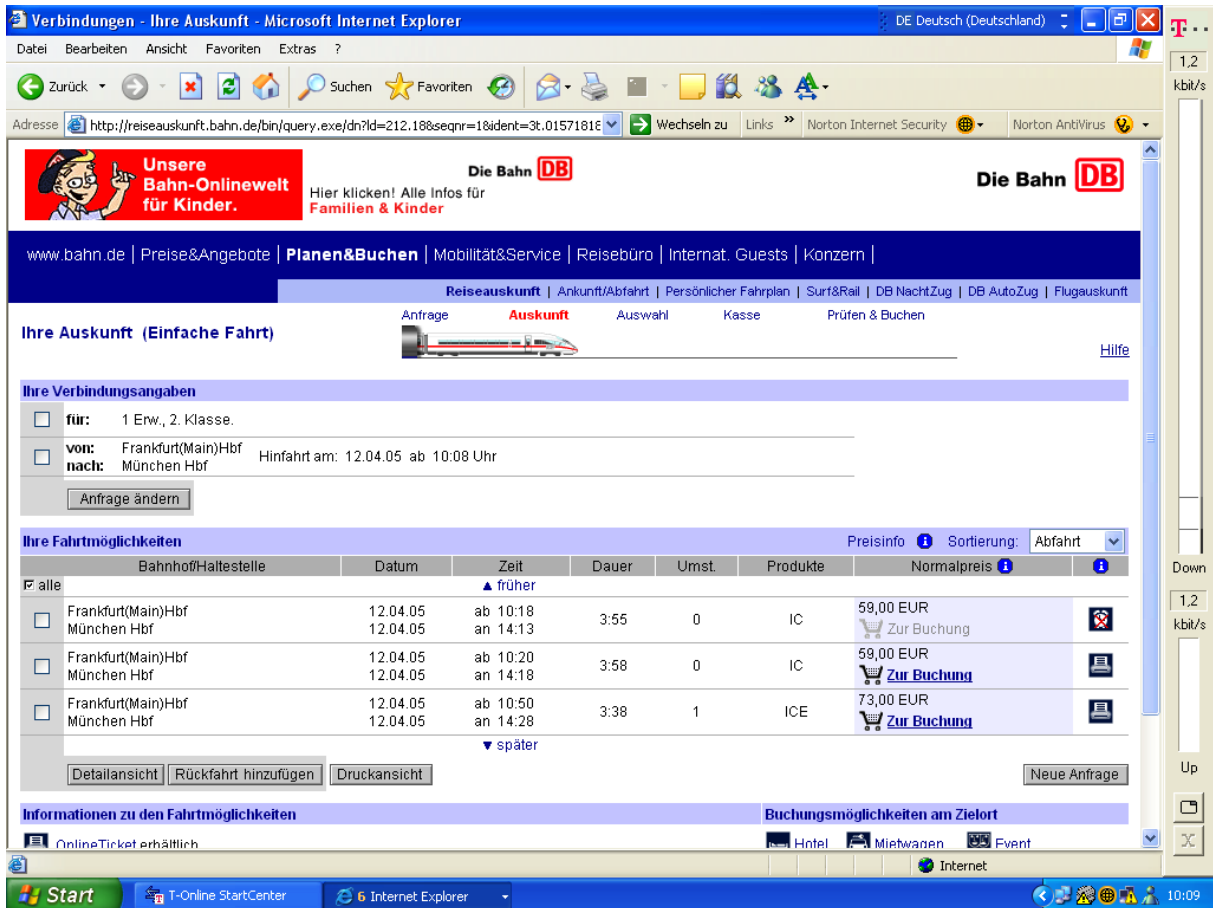 Verbindungen - Ihre Auskunft - Microsoft Internet Explorer
DE Deutsch (Deutschland)
Datei Bearbeiten Ansicht Favoriten Extras ?
Zurück Suchen Favoriten
Adresse http://reiseauskunft.bahn.de/bin/query.exe/dn?ld=212.18&seqnr=1&ident=3t.0157181 Wechseln zu Links » Norton Internet Security Norton AntiVirus
T
1,2
kbit/s
Unsere
Bahn-Onlinewelt
für Kinder.
Die Bahn DB
Hier klicken! Alle Infos für
Familien & Kinder
Die Bahn DB
www.bahn.de | Preise&Angebote | Planen&Buchen | Mobilität&Service | Reisebüro | Internat. Guests | Konzern |
Reiseauskunft | Ankunft/Abfahrt | Persönlicher Fahrplan | Surf&Rail | DB NachtZug | DB AutoZug | Flugauskunft
Ihre Auskunft (Einfache Fahrt)
Anfrage Auskunft Auswahl Kasse Prüfen & Buchen
Hilfe
Ihre Verbindungsangaben
für: 1 Erw., 2. Klasse.
von: Frankfurt(Main)Hbf
nach: München Hbf
Hinfahrt am: 12.04.05 ab 10:08 Uhr
Anfrage ändern
Ihre Fahrtmöglichkeiten Preisinfo i Sortierung: Abfahrt
Bahnhof/Haltestelle Datum Zeit Dauer Umst. Produkte Normalpreis i i
alle ▲ früher
Frankfurt(Main)Hbf 12.04.05 ab 10:18 3:55 0 IC 59,00 EUR
München Hbf 12.04.05 an 14:13 Zur Buchung
Frankfurt(Main)Hbf 12.04.05 ab 10:20 3:58 0 IC 59,00 EUR
München Hbf 12.04.05 an 14:18 Zur Buchung
Frankfurt(Main)Hbf 12.04.05 ab 10:50 3:38 1 ICE 73,00 EUR
München Hbf 12.04.05 an 14:28 Zur Buchung
▼ später
Detailansicht Rückfahrt hinzufügen Druckansicht Neue Anfrage
Informationen zu den Fahrtmöglichkeiten Buchungsmöglichkeiten am Zielort
OnlineTicket erhältlich Hotel Mietwagen Event
Down
1,2
kbit/s
Up
X
Internet
Start T-Online StartCenter 6 Internet Explorer 10:09